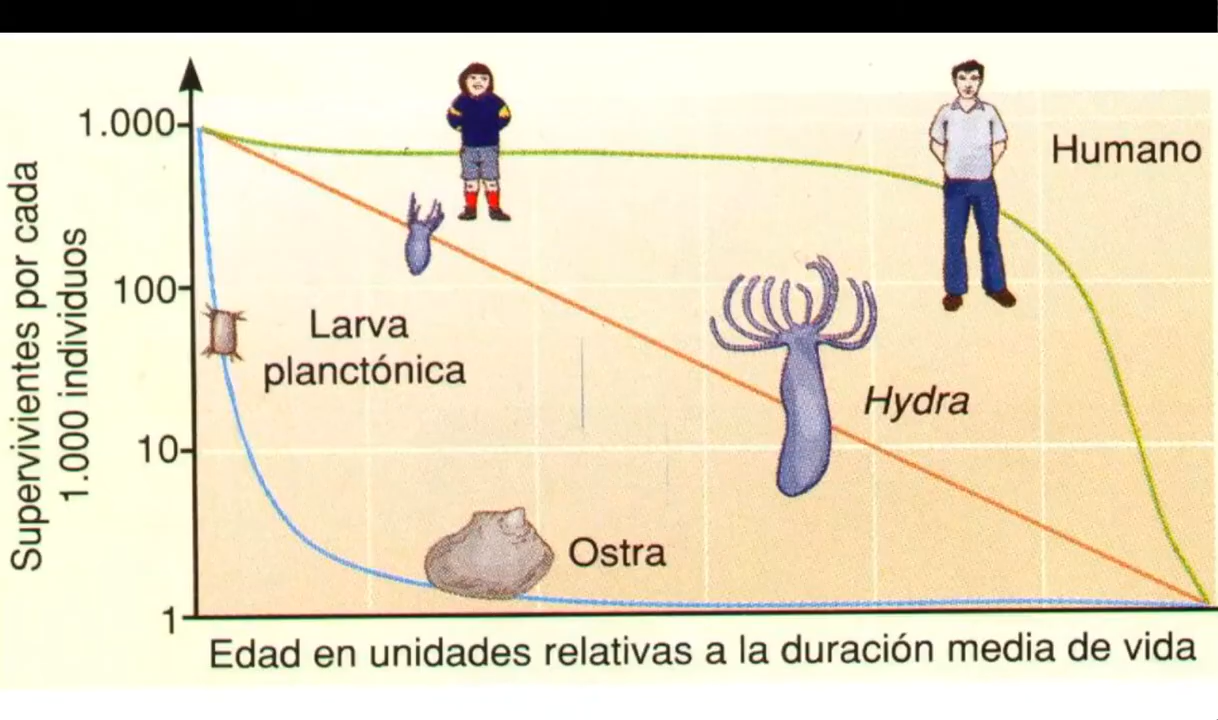 Supervivientes por cada
1.000 individuos
1.000
100
10
1
Humano
Larva
planctónica
Hydra
Ostra
Edad en unidades relativas a la duración media de vida